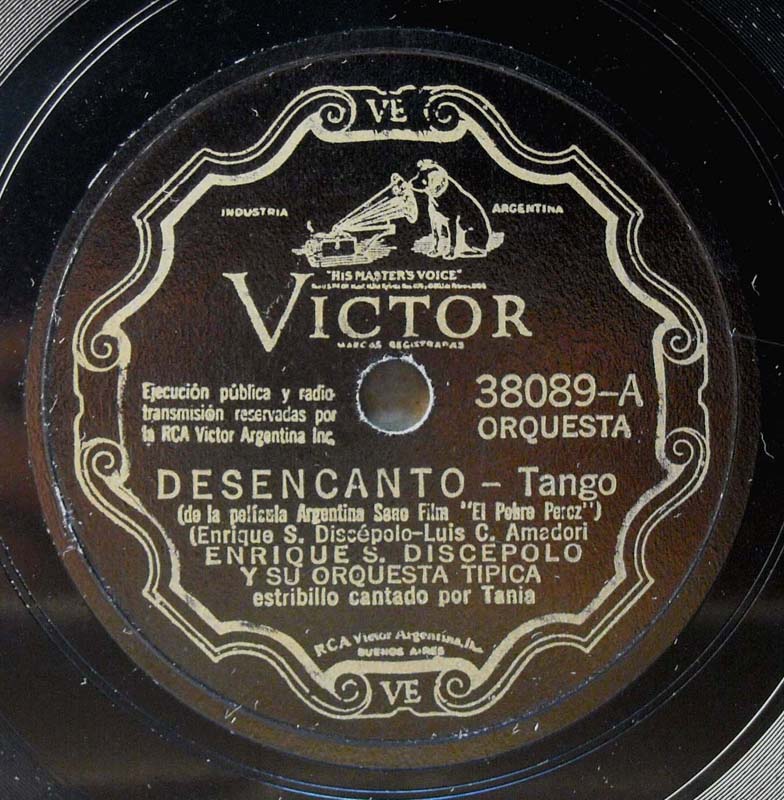 VE
INDUSTRIA
ARGENTINA
"HIS MASTER'S VOICE"
VICTOR
MARCAS REGISTRADAS
Ejecución pública y radio
transmisión reservadas por
la RCA Victor Argentina Inc.
38089-A
ORQUESTA
DESENCANTO - Tango
(de la película Argentina Sono Film "El Pobre Perez")
(Enrique S. Discépolo-Luis C. Amadori
ENRIQUE S. DISCEPOLO
Y SU ORQUESTA TIPICA
estribillo cantado por Tania
RCA Victor Argentina, Inc.
BUENOS AIRES
VE